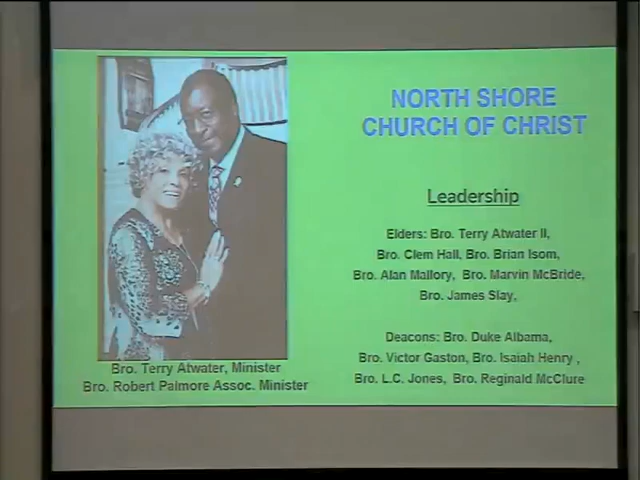 NORTH SHORE
CHURCH OF CHRIST
Leadership
Elders: Bro. Terry Atwater II,
Bro. Clem Hall, Bro. Brian Isom,
Bro. Alan Mallory, Bro. Marvin McBride,
Bro. James Slay,
Deacons: Bro. Duke Albama,
Bro. Victor Gaston, Bro. Isaiah Henry ,
Bro. L.C. Jones, Bro. Reginald McClure
Bro. Terry Atwater, Minister
Bro. Robert Palmore Assoc. Minister